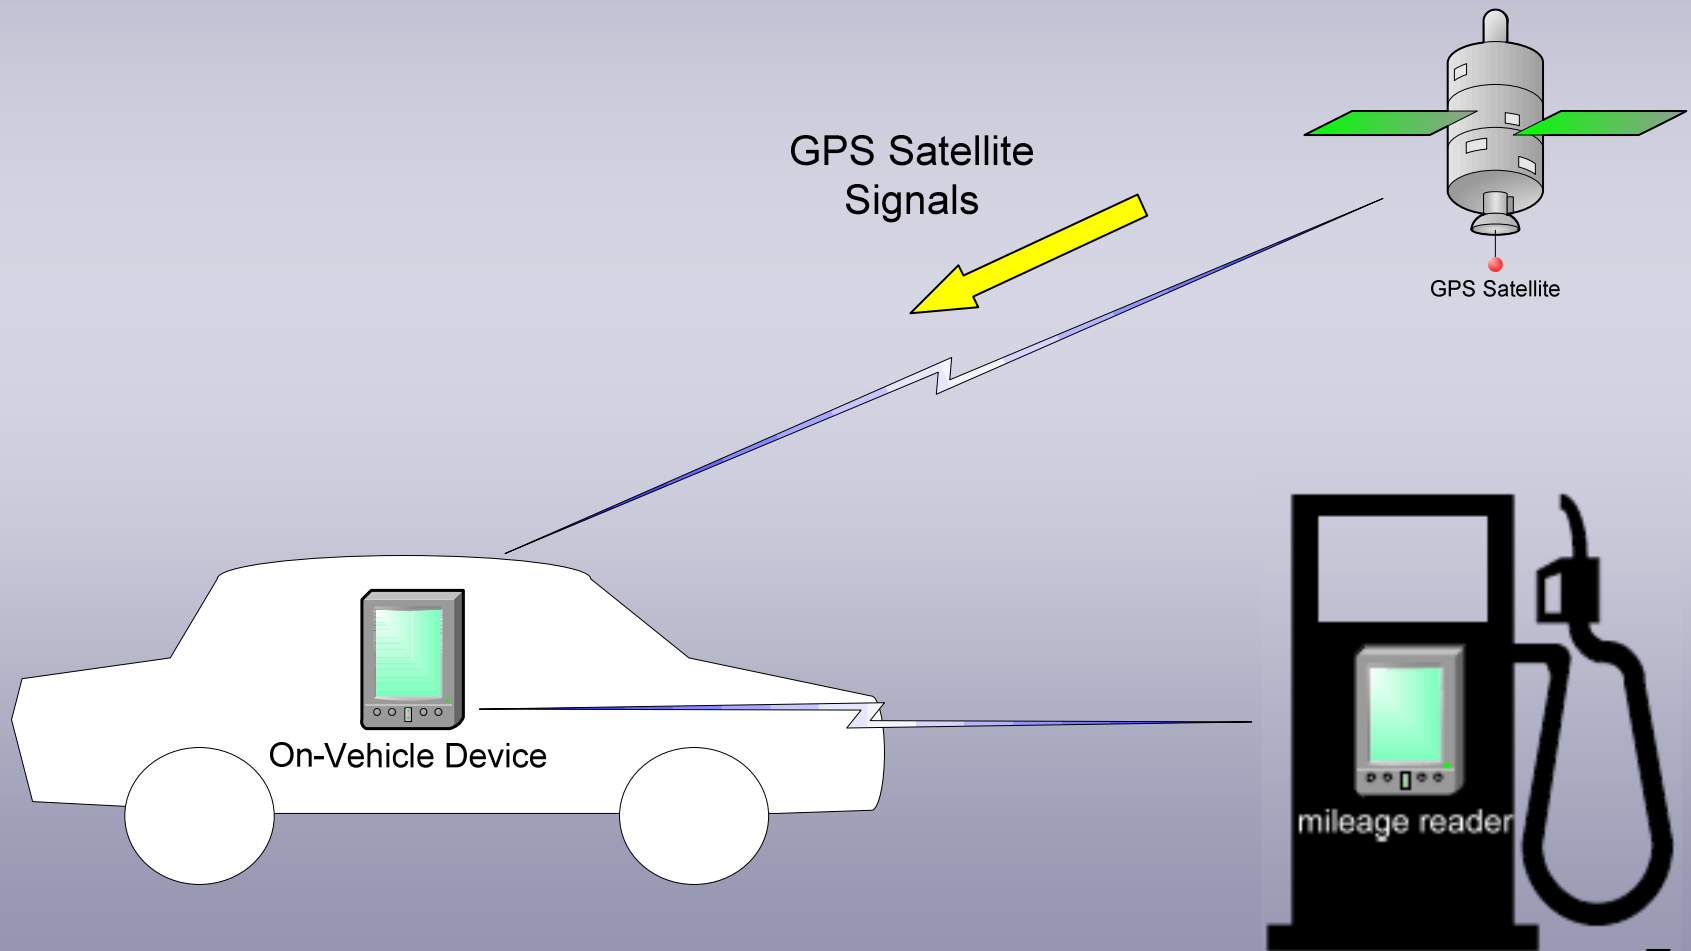 GPS Satellite
Signals
GPS Satellite
On-Vehicle Device
mileage reader